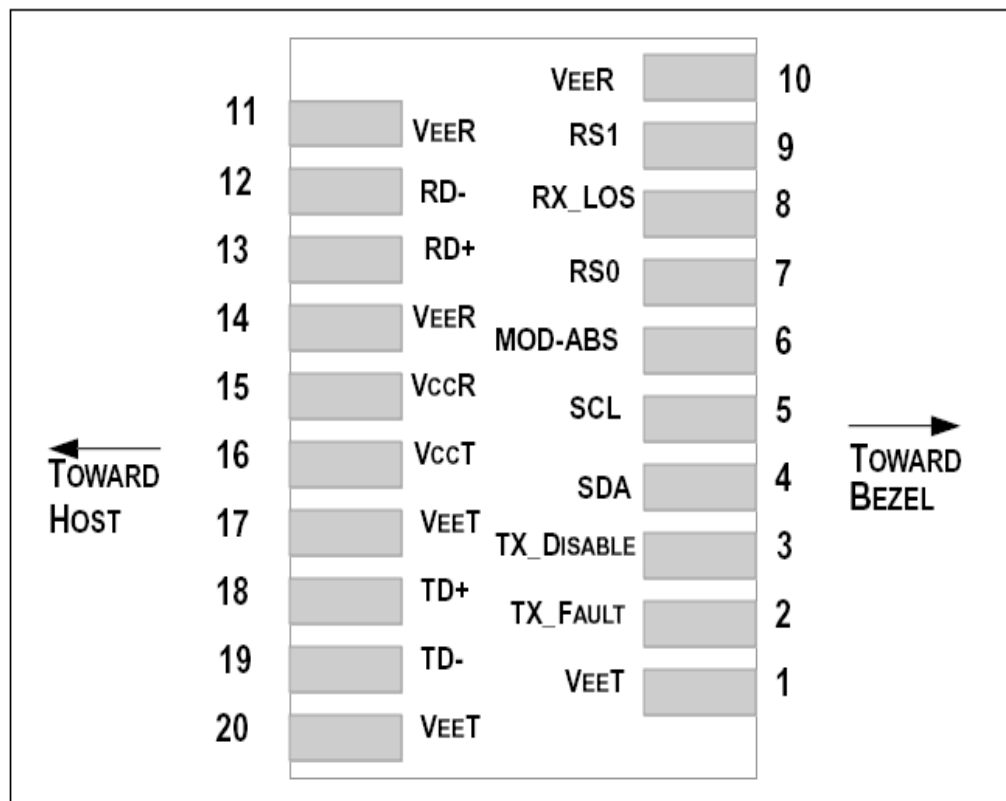 VEER 10
11 VEER
RS1 9
12 RD-
RX_LOS 8
13 RD+
RS0 7
14 VEER
MOD-ABS 6
15 VCCR
SCL 5
16 VCCT
TOWARD HOST
TOWARD BEZEL
SDA 4
17 VEET
TX_DISABLE 3
18 TD+
TX_FAULT 2
19 TD-
VEET 1
20 VEET